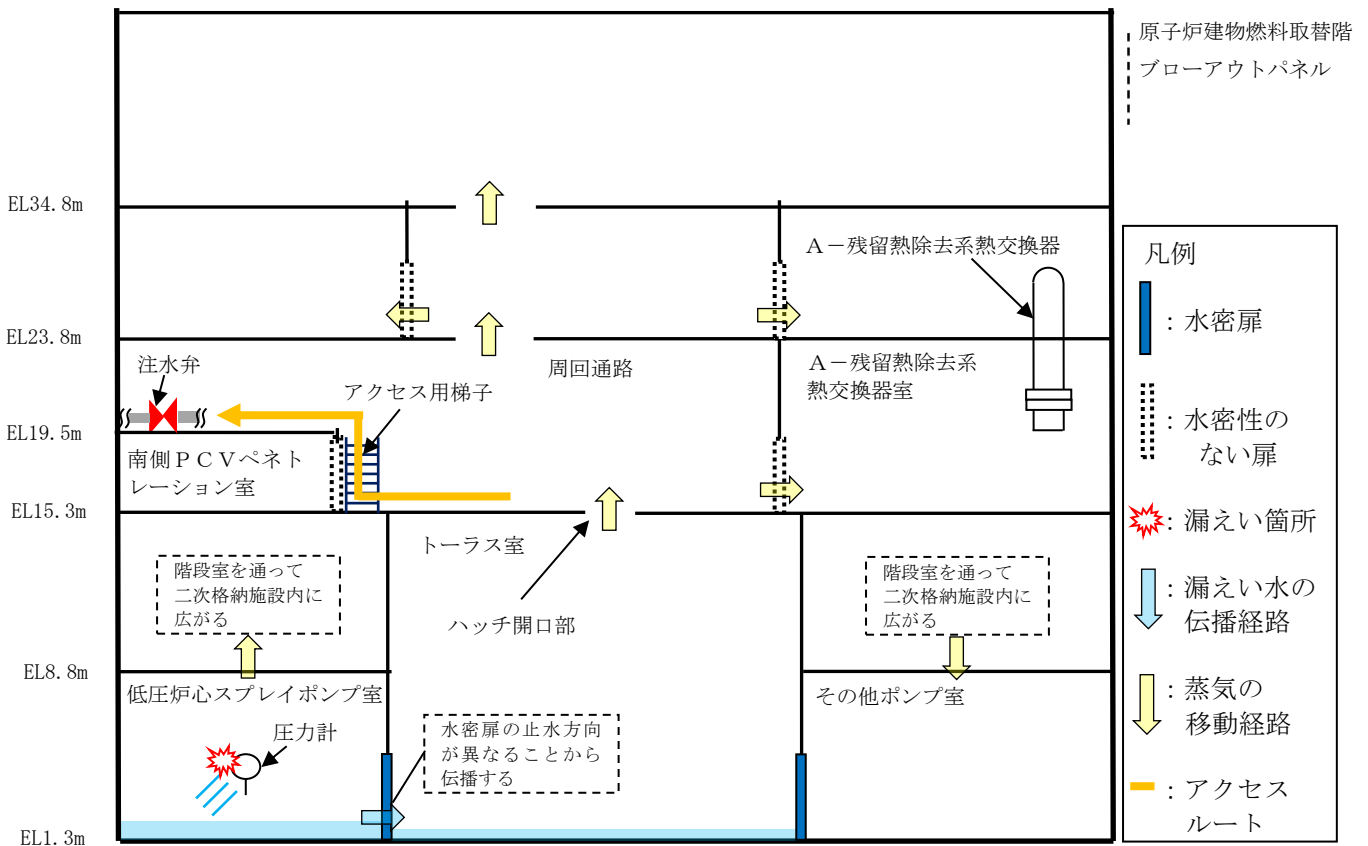 原子炉建物燃料取替階
ブローアウトパネル
EL34.8m
A－残留熱除去系熱交換器
凡例
：水密扉
EL23.8m
注水弁
周回通路
A－残留熱除去系
熱交換器室
アクセス用梯子
：水密性の
ない扉
EL19.5m
南側ＰＣＶペネト
レーション室
EL15.3m
：漏えい箇所
トーラス室
階段室を通って
二次格納施設内に
広がる
階段室を通って
二次格納施設内に
広がる
：漏えい水の
伝播経路
ハッチ開口部
EL8.8m
低圧炉心スプレイポンプ室
その他ポンプ室
：蒸気の
移動経路
圧力計
水密扉の止水方向
が異なることから
伝播する
：アクセス
ルート
EL1.3m